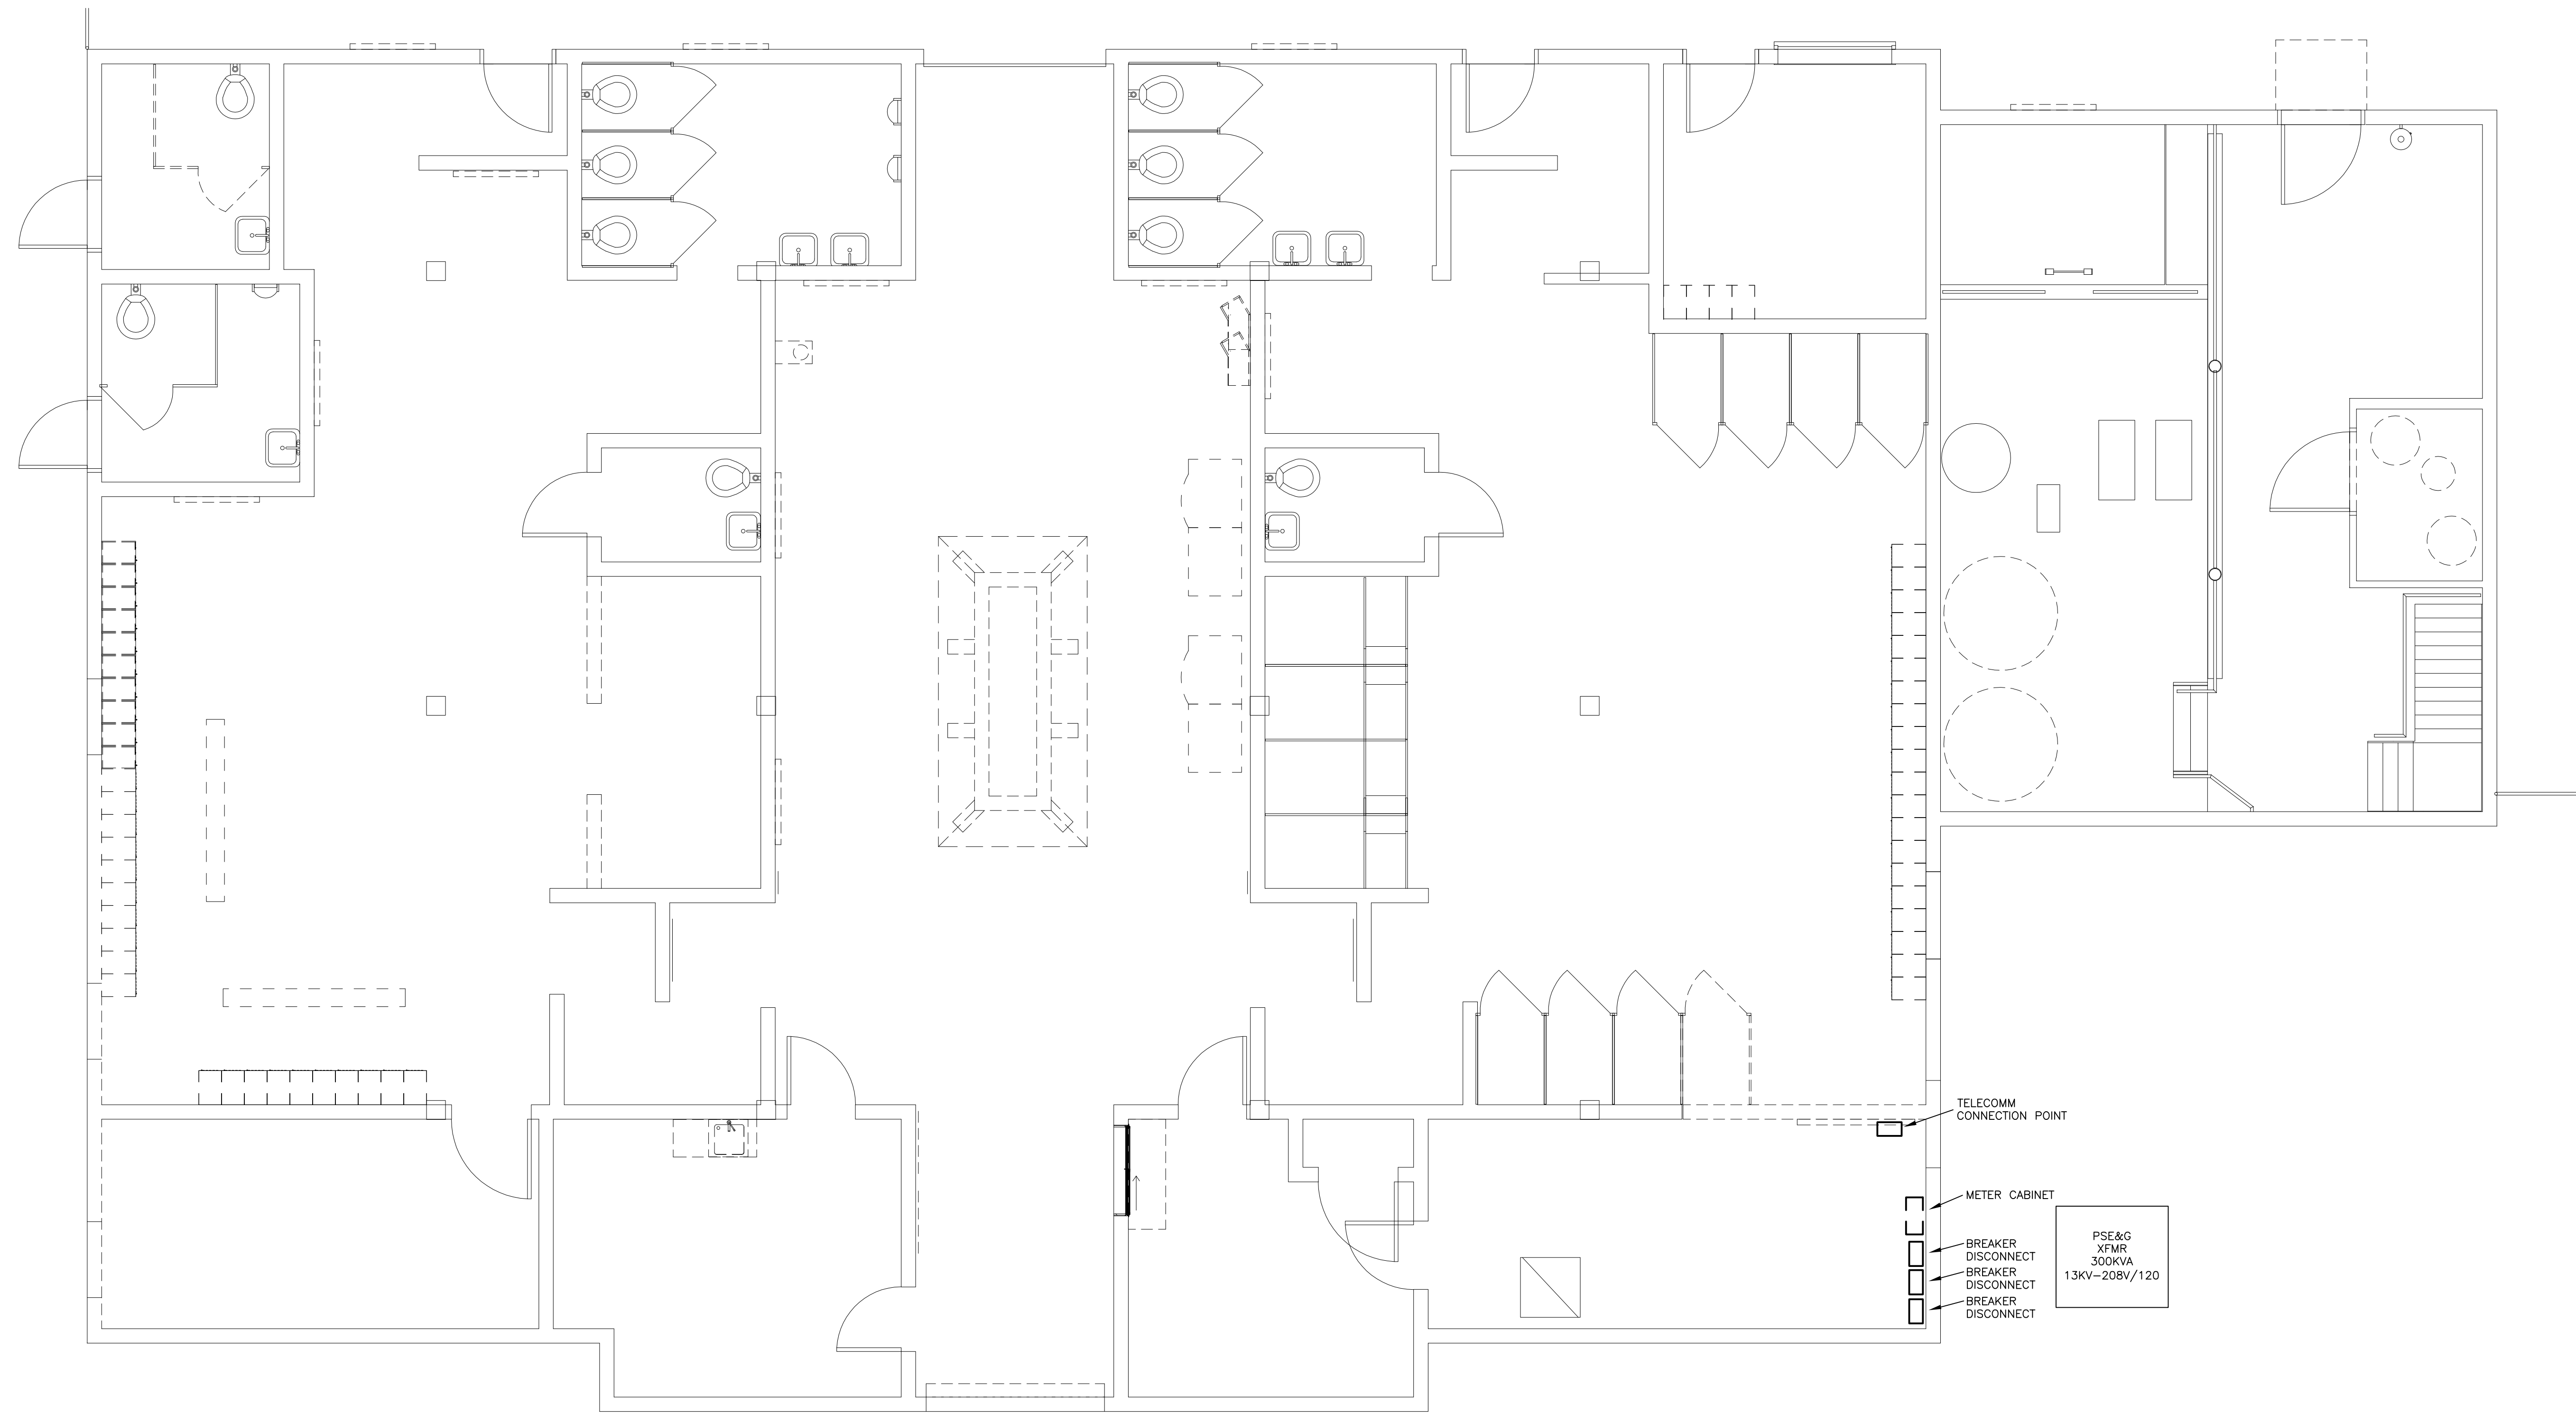 TELECOMM
CONNECTION POINT
METER CABINET
BREAKER
DISCONNECT
BREAKER
DISCONNECT
BREAKER
DISCONNECT
PSE&G
XFMR
300KVA
13KV-208V/120